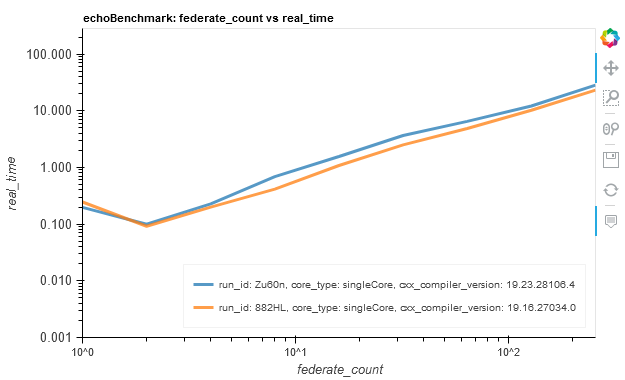 echoBenchmark: federate_count vs real_time
100.000
10.000
1.000
0.100
0.010
0.001
real_time
run_id: Zu60n, core_type: singleCore, cxx_compiler_version: 19.23.28106.4
run_id: 882HL, core_type: singleCore, cxx_compiler_version: 19.16.27034.0
10^0
10^1
10^2
federate_count